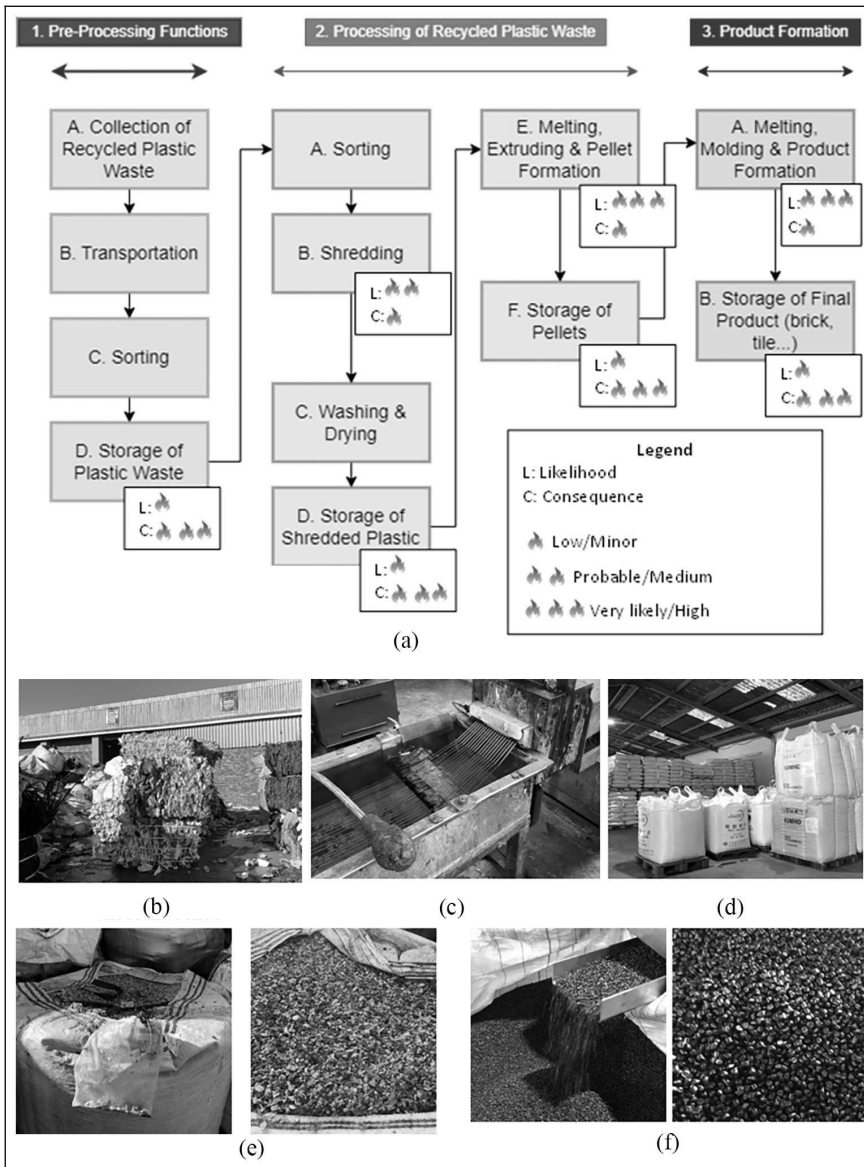 1. Pre-Processing Functions
2. Processing of Recycled Plastic Waste
3. Product Formation
A. Collection of
Recycled Plastic
Waste
B. Transportation
C. Sorting
D. Storage of
Plastic Waste
L:
C:
A. Sorting
B. Shredding
L:
C:
C. Washing &
Drying
D. Storage of
Shredded Plastic
L:
C:
E. Melting,
Extruding & Pellet
Formation
L:
C:
F. Storage of
Pellets
L:
C:
A. Melting,
Molding & Product
Formation
L:
C:
B. Storage of Final
Product (brick,
tile...)
L:
C:
Legend
L: Likelihood
C: Consequence
Low/Minor
Probable/Medium
Very likely/High
(a)
(b)
(c)
(d)
KUMHO
(e)
(f)